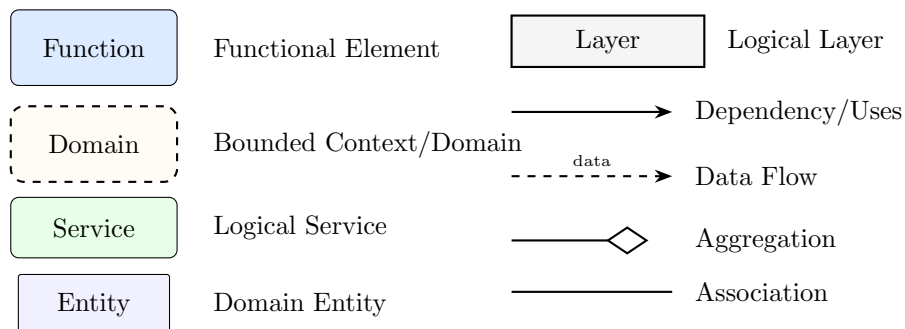 Function Functional Element
Domain Bounded Context/Domain
Service Logical Service
Entity Domain Entity
Layer Logical Layer
Dependency/Uses
data Data Flow
Aggregation
Association